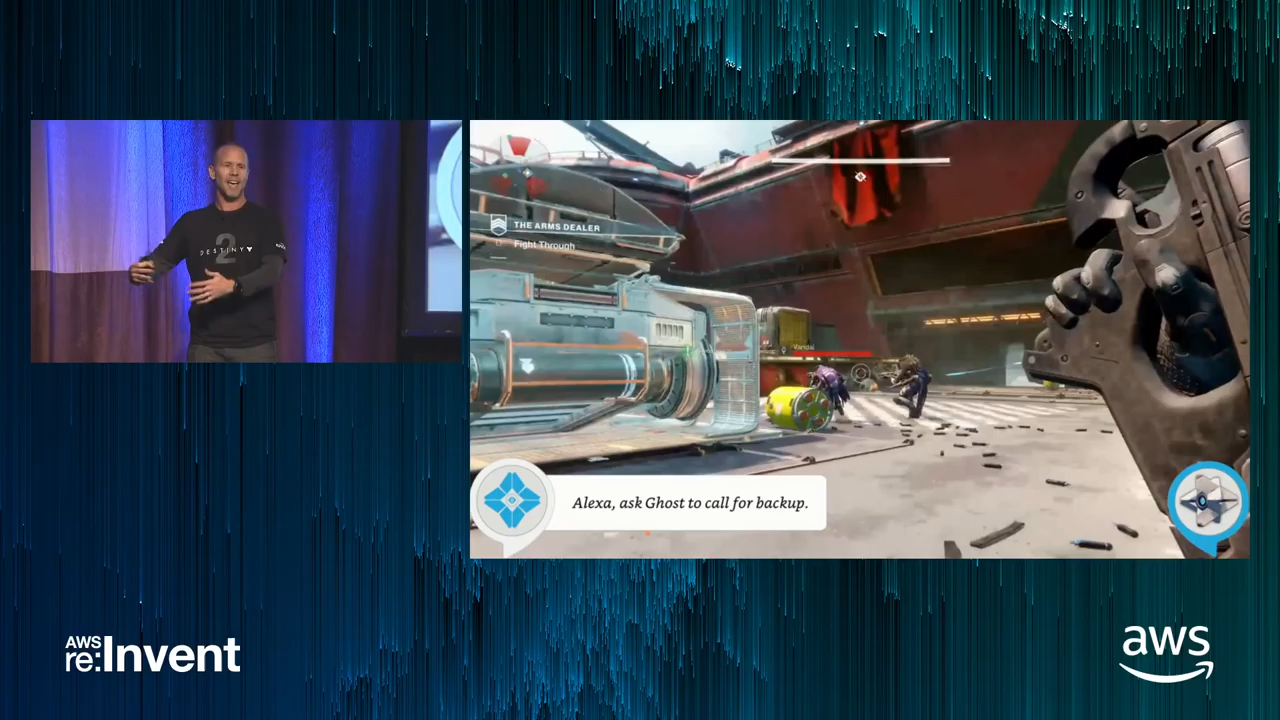 DESTINY
2
THE ARMS DEALER
Fight Through
Vandal
Alexa, ask Ghost to call for backup.
AWS
re:Invent
aws